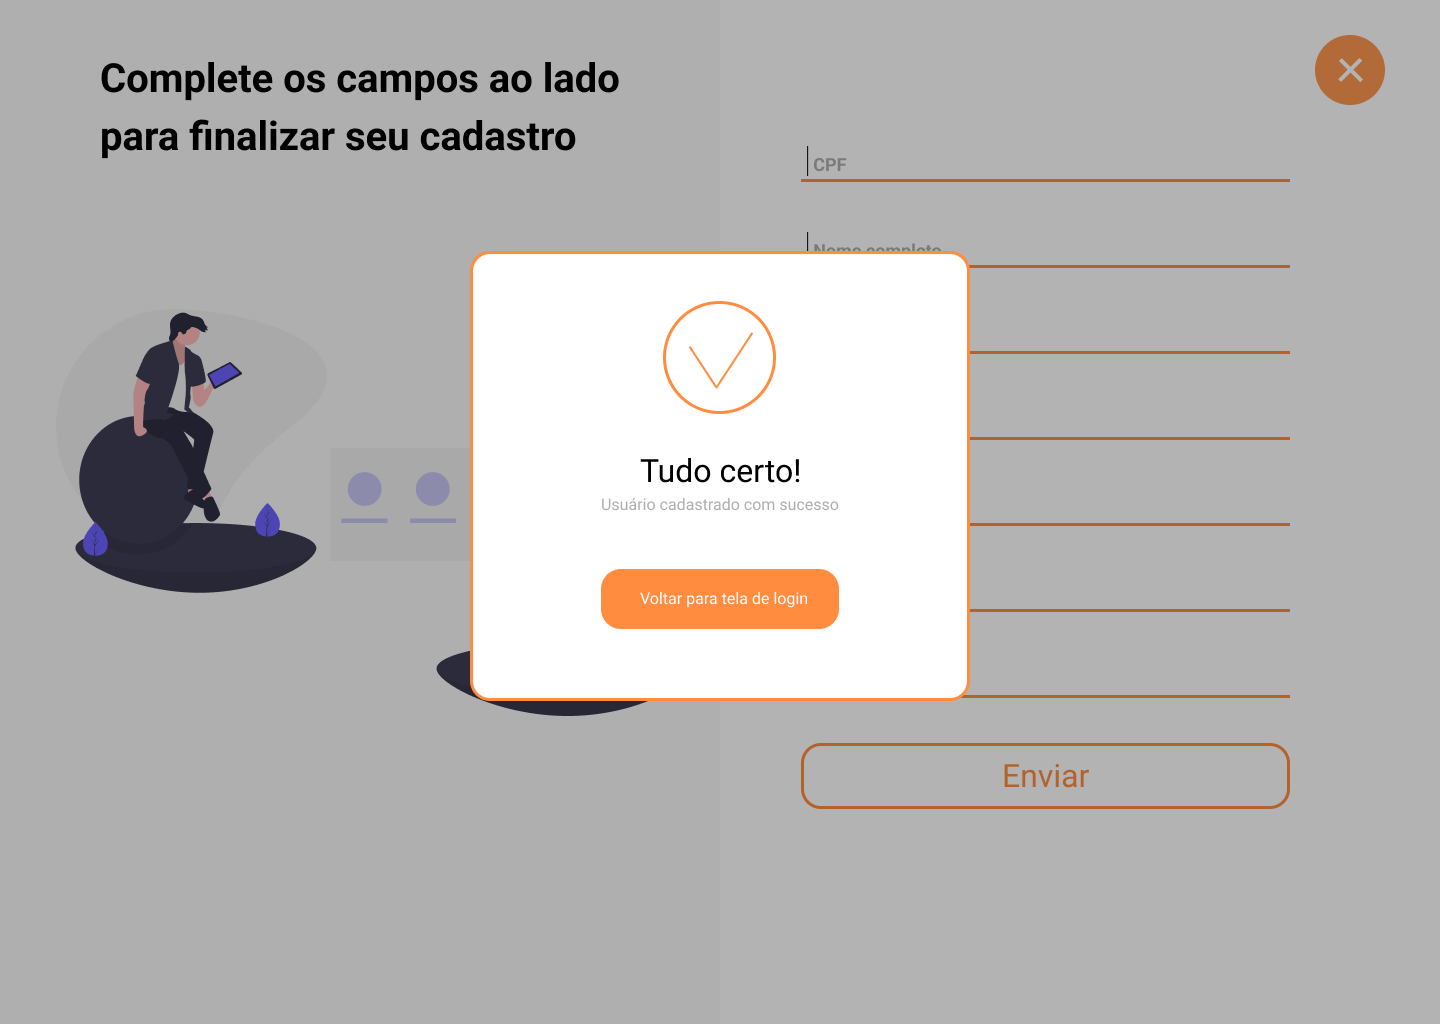 Complete os campos ao lado
para finalizar seu cadastro
CPF
Nome completo
Tudo certo!
Usuário cadastrado com sucesso
Voltar para tela de login
Enviar